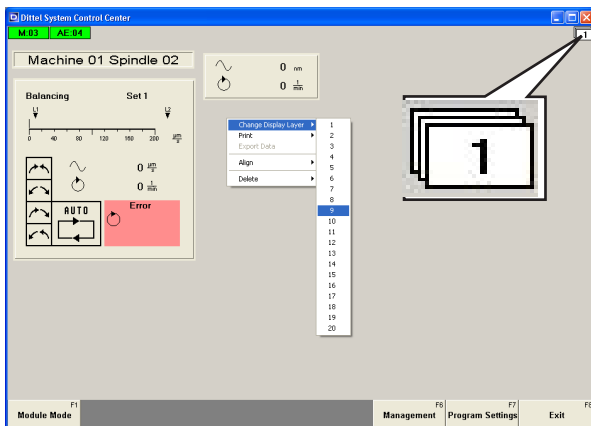 Dittel System Control Center
M:03 AE:04
1
Machine 01 Spindle 02
0 nm
0 1/min
Balancing Set 1
L1 L2
0 40 80 120 160 200 µm/s
0 µm/s
0 1/min
AUTO
Error
Change Display Layer
Print
Export Data
Align
Delete
1
2
3
4
5
6
7
8
9
10
11
12
13
14
15
16
17
18
19
20
1
F1
Module Mode
F6
Management
F7
Program Settings
F8
Exit